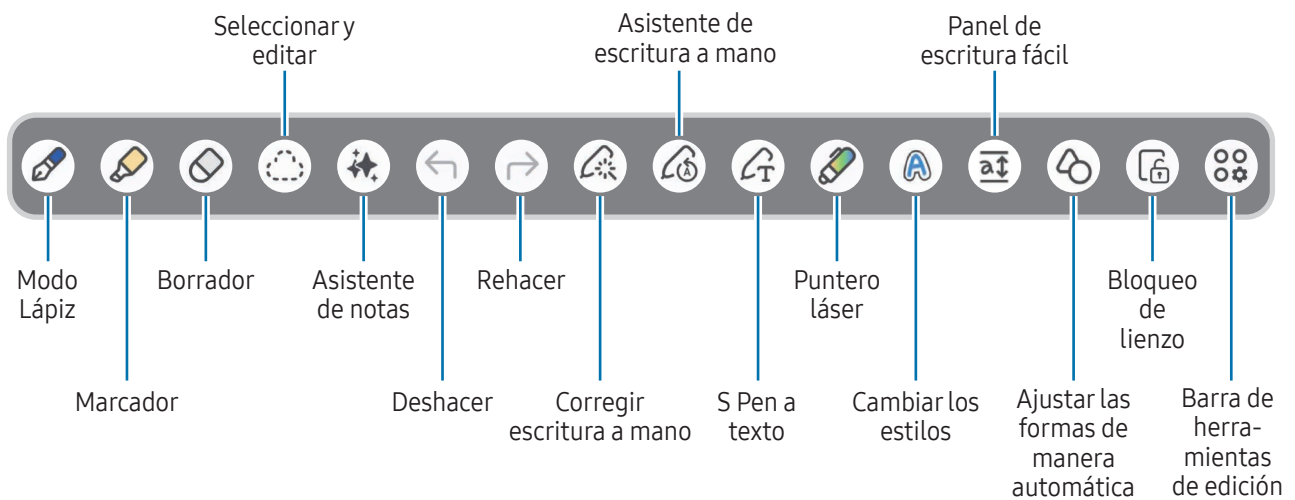 Seleccionar y
editar
Asistente de
escritura a mano
Panel de
escritura fácil
Modo
Lápiz
Borrador
Asistente
de notas
Rehacer
Puntero
láser
Bloqueo
de
lienzo
Marcador
Deshacer
Corregir
escritura a mano
S Pen a
texto
Cambiar los
estilos
Ajustar las
formas de
manera
automática
Barra de
herra-
mientas
de edición